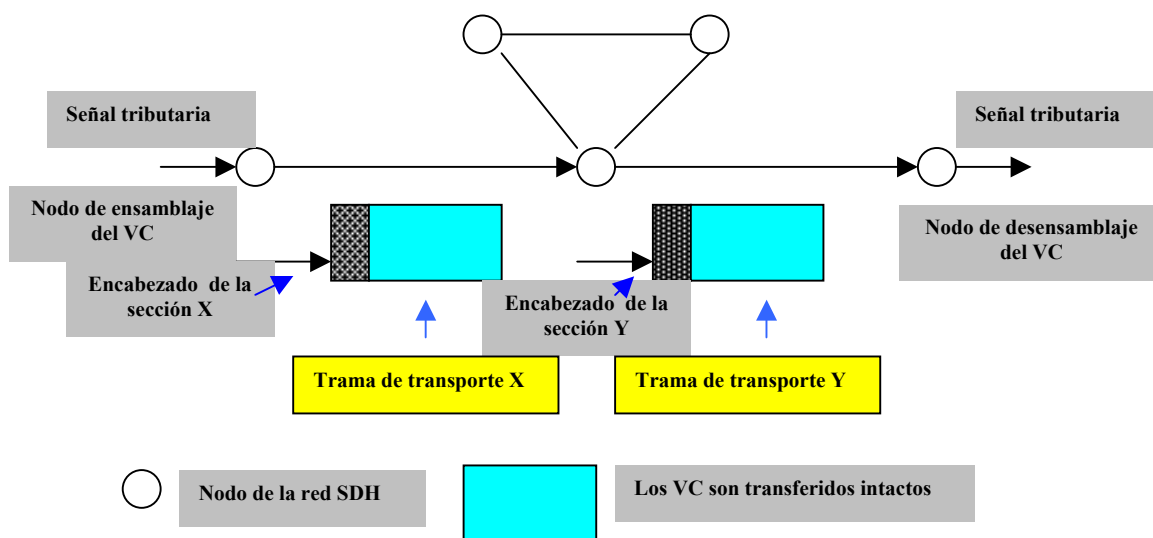 Señal tributaria
Señal tributaria
Nodo de ensamblaje
del VC
Nodo de desensamblaje
del VC
Encabezado de la
sección X
Encabezado de la
sección Y
Trama de transporte X
Trama de transporte Y
Nodo de la red SDH
Los VC son transferidos intactos